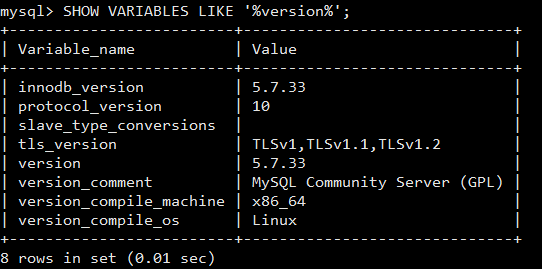 mysql> SHOW VARIABLES LIKE '%version%';
+-------------------------+------------------------------+
| Variable_name           | Value                        |
+-------------------------+------------------------------+
| innodb_version          | 5.7.33                       |
| protocol_version        | 10                           |
| slave_type_conversions  |                              |
| tls_version             | TLSv1,TLSv1.1,TLSv1.2        |
| version                 | 5.7.33                       |
| version_comment         | MySQL Community Server (GPL) |
| version_compile_machine | x86_64                       |
| version_compile_os      | Linux                        |
+-------------------------+------------------------------+
8 rows in set (0.01 sec)